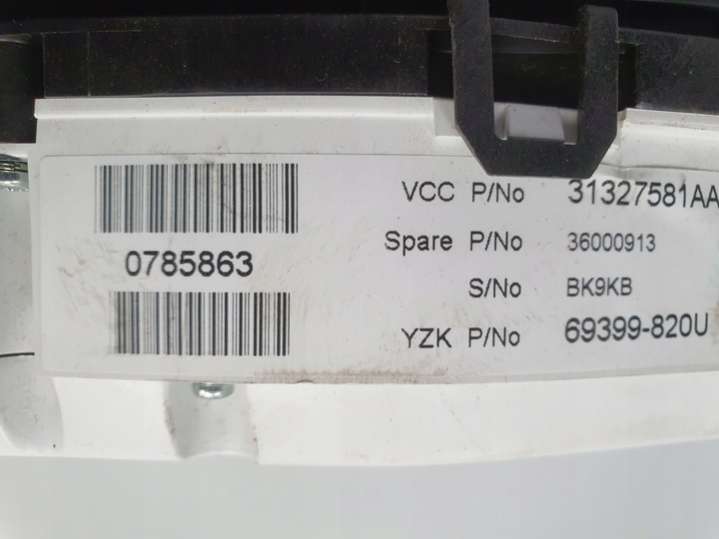 0785863
VCC P/No 31327581AA
Spare P/No 36000913
S/No BK9KB
YZK P/No 69399-820U